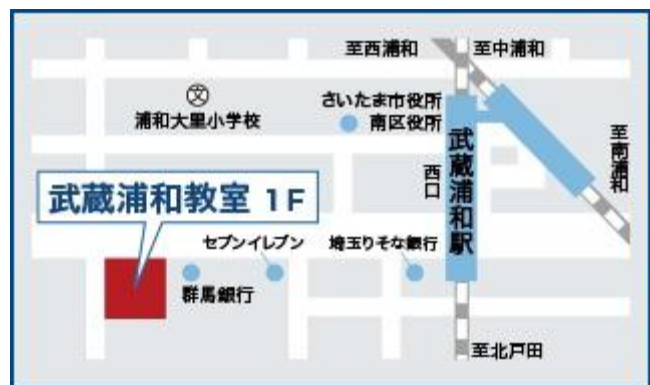 至西浦和
至中浦和
浦和大里小学校
さいたま市役所
南区役所
至南浦和
武蔵浦和駅
西口
武蔵浦和教室 1F
セブンイレブン
埼玉りそな銀行
群馬銀行
至北戸田